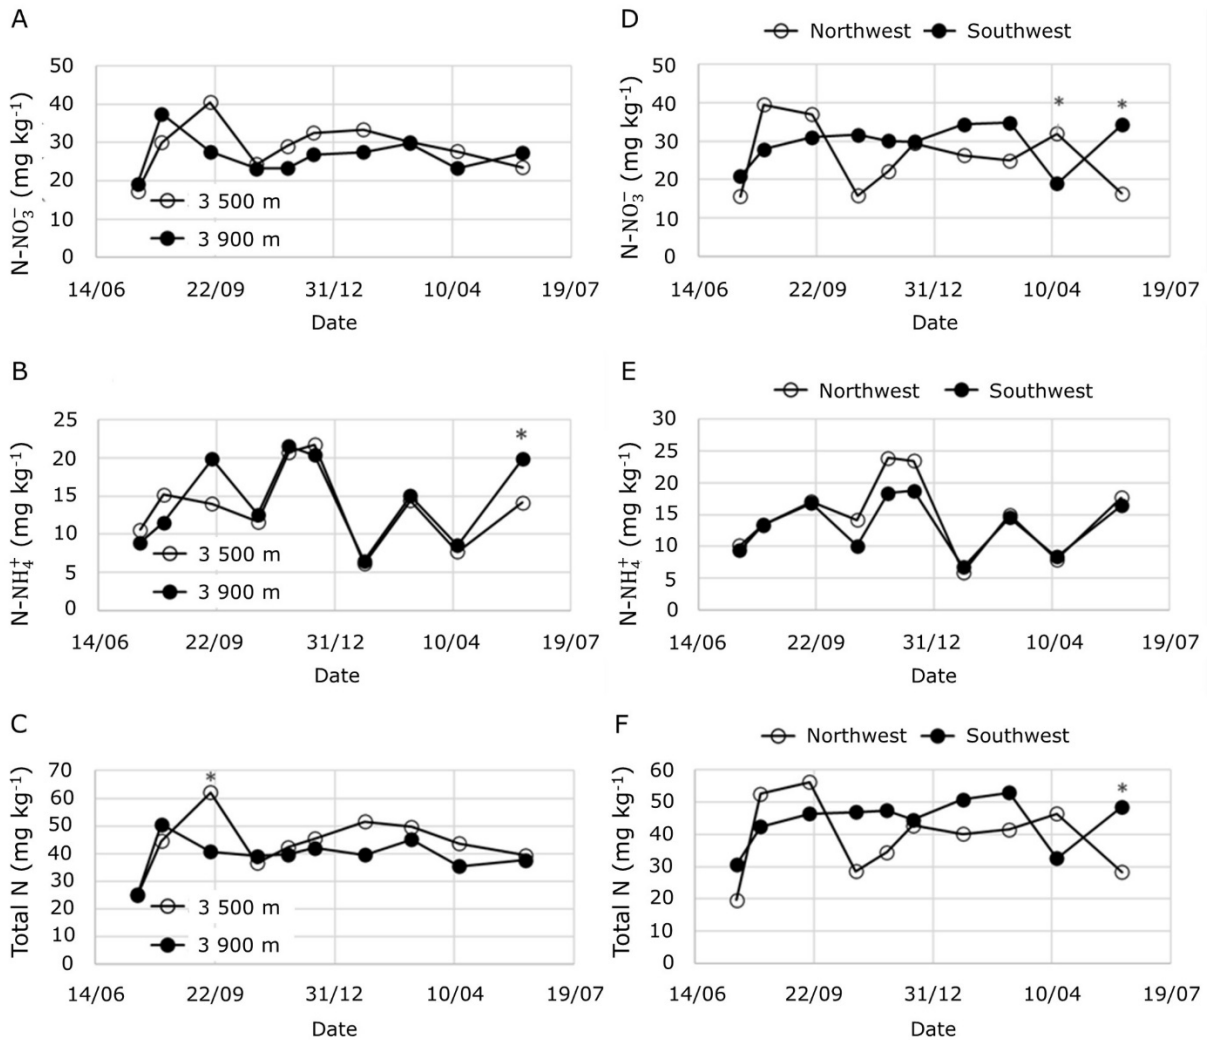 A
N-NO₃⁻ (mg kg⁻¹)
50
40
30
20
10
0
3 500 m
3 900 m
14/06 22/09 31/12 10/04 19/07
Date
D
Northwest Southwest
N-NO₃⁻ (mg kg⁻¹)
50
40
30
20
10
0
* *
14/06 22/09 31/12 10/04 19/07
Date
B
N-NH₄⁺ (mg kg⁻¹)
25
20
15
10
5
0
*
3 500 m
3 900 m
14/06 22/09 31/12 10/04 19/07
Date
E
Northwest Southwest
N-NH₄⁺ (mg kg⁻¹)
30
25
20
15
10
5
0
14/06 22/09 31/12 10/04 19/07
Date
C
Total N (mg kg⁻¹)
70
60
50
40
30
20
10
0
*
3 500 m
3 900 m
14/06 22/09 31/12 10/04 19/07
Date
F
Northwest Southwest
Total N (mg kg⁻¹)
60
50
40
30
20
10
0
*
14/06 22/09 31/12 10/04 19/07
Date